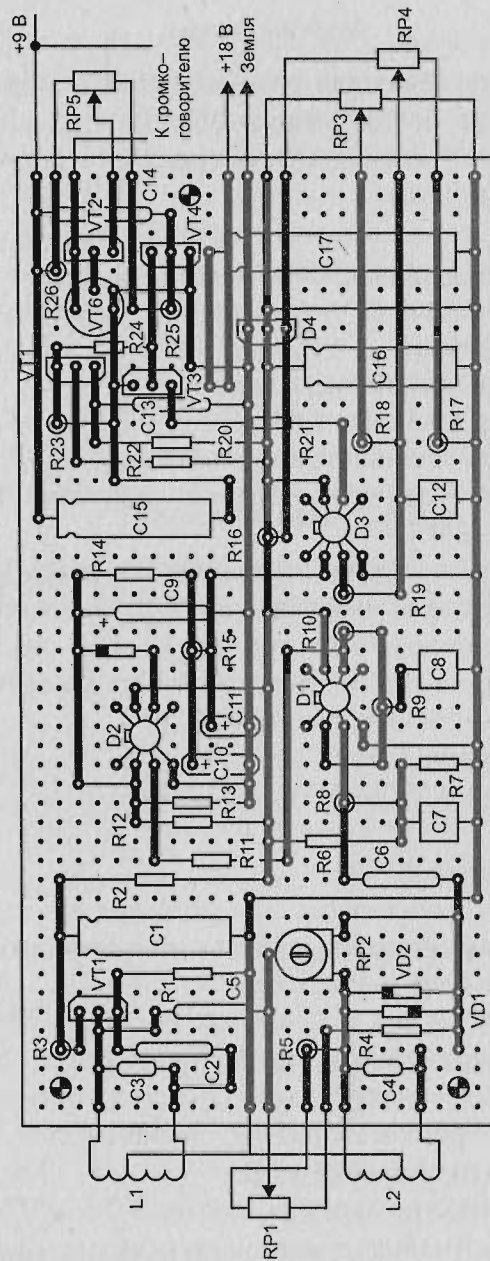 +9 В
RP5
К громко-
говорителю
+18 В
Земля
RP4
RP3
VT2
C14
R26
VT6
VT4
C17
VT1
R24
R25
D4
R23
VT3
C16
C13
R18
R22
R20
R21
R17
C15
R16
D3
C12
R14
C9
R19
+
R15
R10
D2
C11
D1
C8
+
R9
+
C10
R12
R13
R8
R7
R11
R6
C7
R2
C6
C1
RP2
VT1
VD2
R1
C5
R3
R5
R4
VD1
C2
C3
C4
L1
L2
RP1